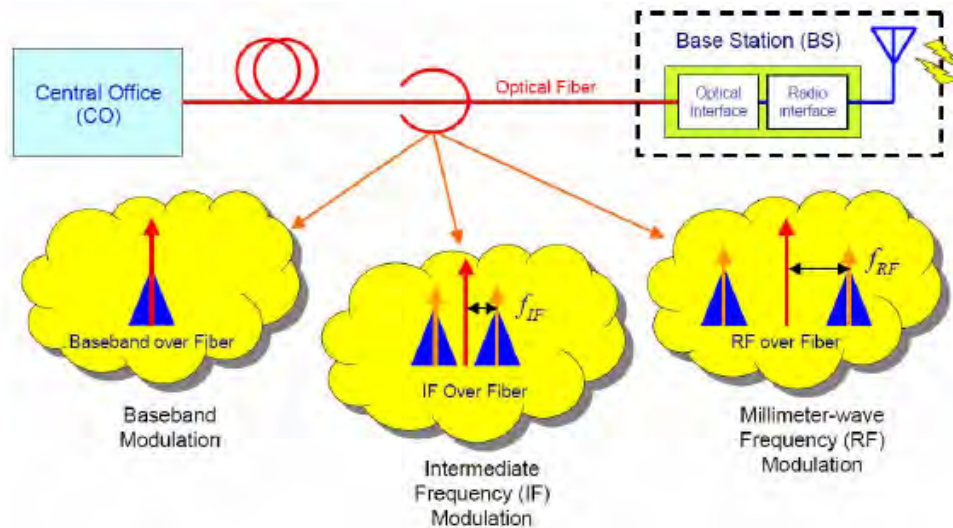 Central Office
(CO)
Optical Fiber
Base Station (BS)
Optical
Interface
Radio
interface
Baseband over Fiber
f_IF
IF Over Fiber
f_RF
RF over Fiber
Baseband
Modulation
Intermediate
Frequency (IF)
Modulation
Millimeter-wave
Frequency (RF)
Modulation